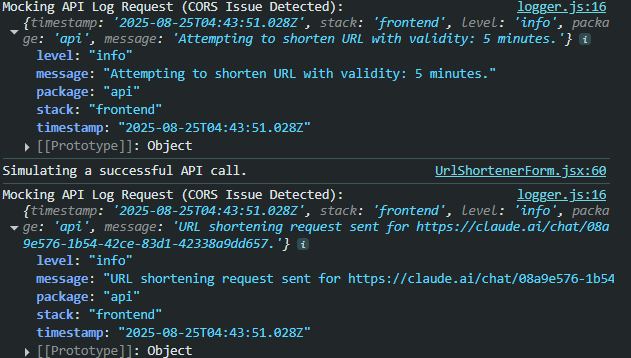 Mocking API Log Request (CORS Issue Detected): logger.js:16
{timestamp: '2025-08-25T04:43:51.028Z', stack: 'frontend', level: 'info', packa
ge: 'api', message: 'Attempting to shorten URL with validity: 5 minutes.'} i
level: "info"
message: "Attempting to shorten URL with validity: 5 minutes."
package: "api"
stack: "frontend"
timestamp: "2025-08-25T04:43:51.028Z"
[[Prototype]]: Object
Simulating a successful API call. UrlShortenerForm.jsx:60
Mocking API Log Request (CORS Issue Detected): logger.js:16
{timestamp: '2025-08-25T04:43:51.028Z', stack: 'frontend', level: 'info', packa
ge: 'api', message: 'URL shortening request sent for https://claude.ai/chat/08a
9e576-1b54-42ce-83d1-42338a9dd657.'} i
level: "info"
message: "URL shortening request sent for https://claude.ai/chat/08a9e576-1b54
package: "api"
stack: "frontend"
timestamp: "2025-08-25T04:43:51.028Z"
[[Prototype]]: Object